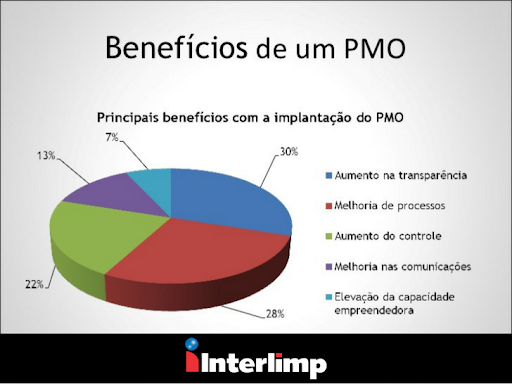 Benefícios de um PMO
Principais benefícios com a implantação do PMO
7%
30%
13%
22%
28%
Aumento na transparência
Melhoria de processos
Aumento do controle
Melhoria nas comunicações
Elevação da capacidade
empreendedora
Interlimp